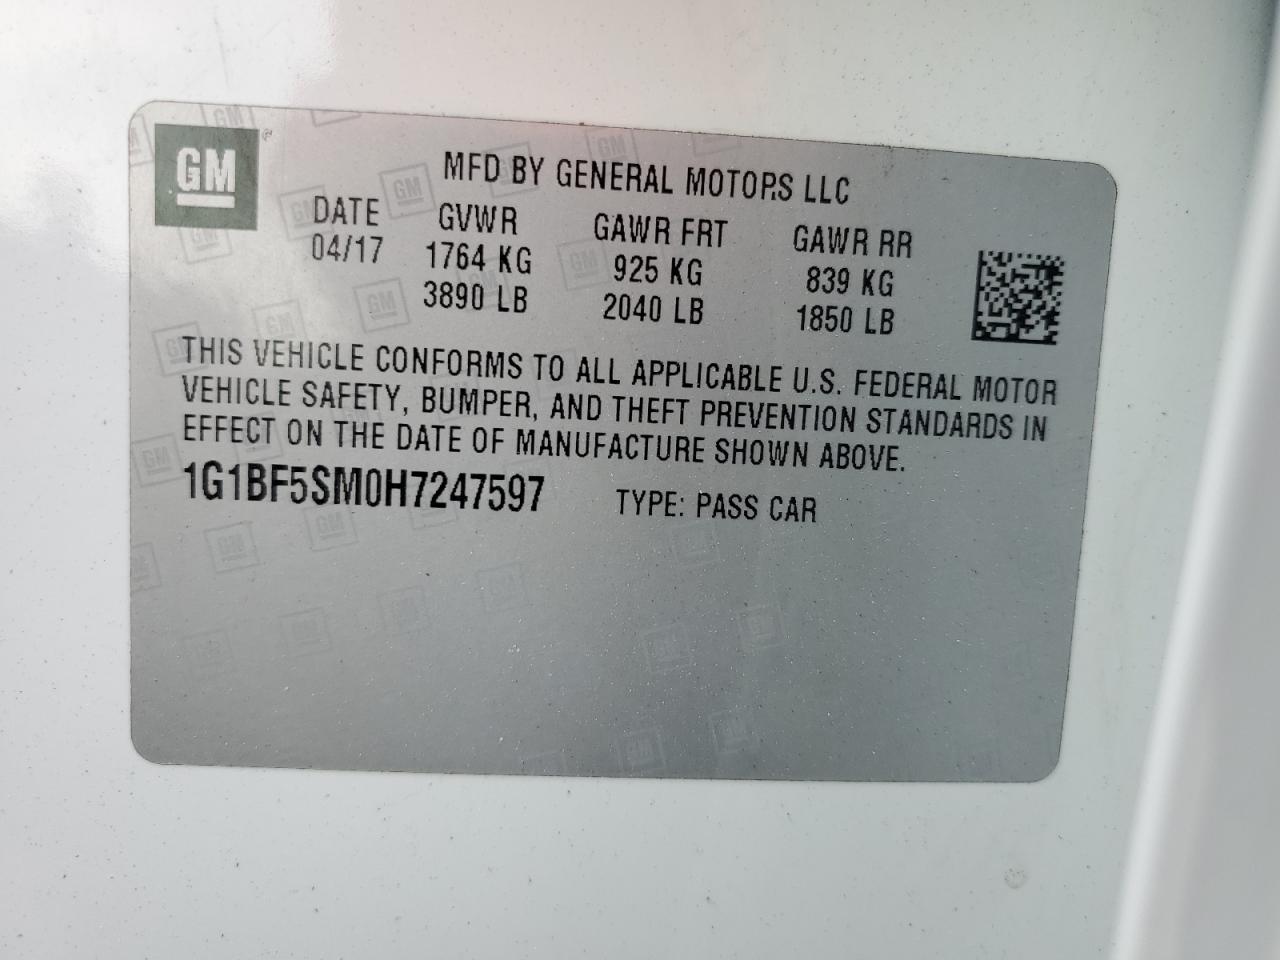 GM
MFD BY GENERAL MOTORS LLC
DATE GVWR GAWR FRT GAWR RR
04/17 1764 KG 925 KG 839 KG
3890 LB 2040 LB 1850 LB
THIS VEHICLE CONFORMS TO ALL APPLICABLE U.S. FEDERAL MOTOR
VEHICLE SAFETY, BUMPER, AND THEFT PREVENTION STANDARDS IN
EFFECT ON THE DATE OF MANUFACTURE SHOWN ABOVE.
1G1BF5SM0H7247597 TYPE: PASS CAR